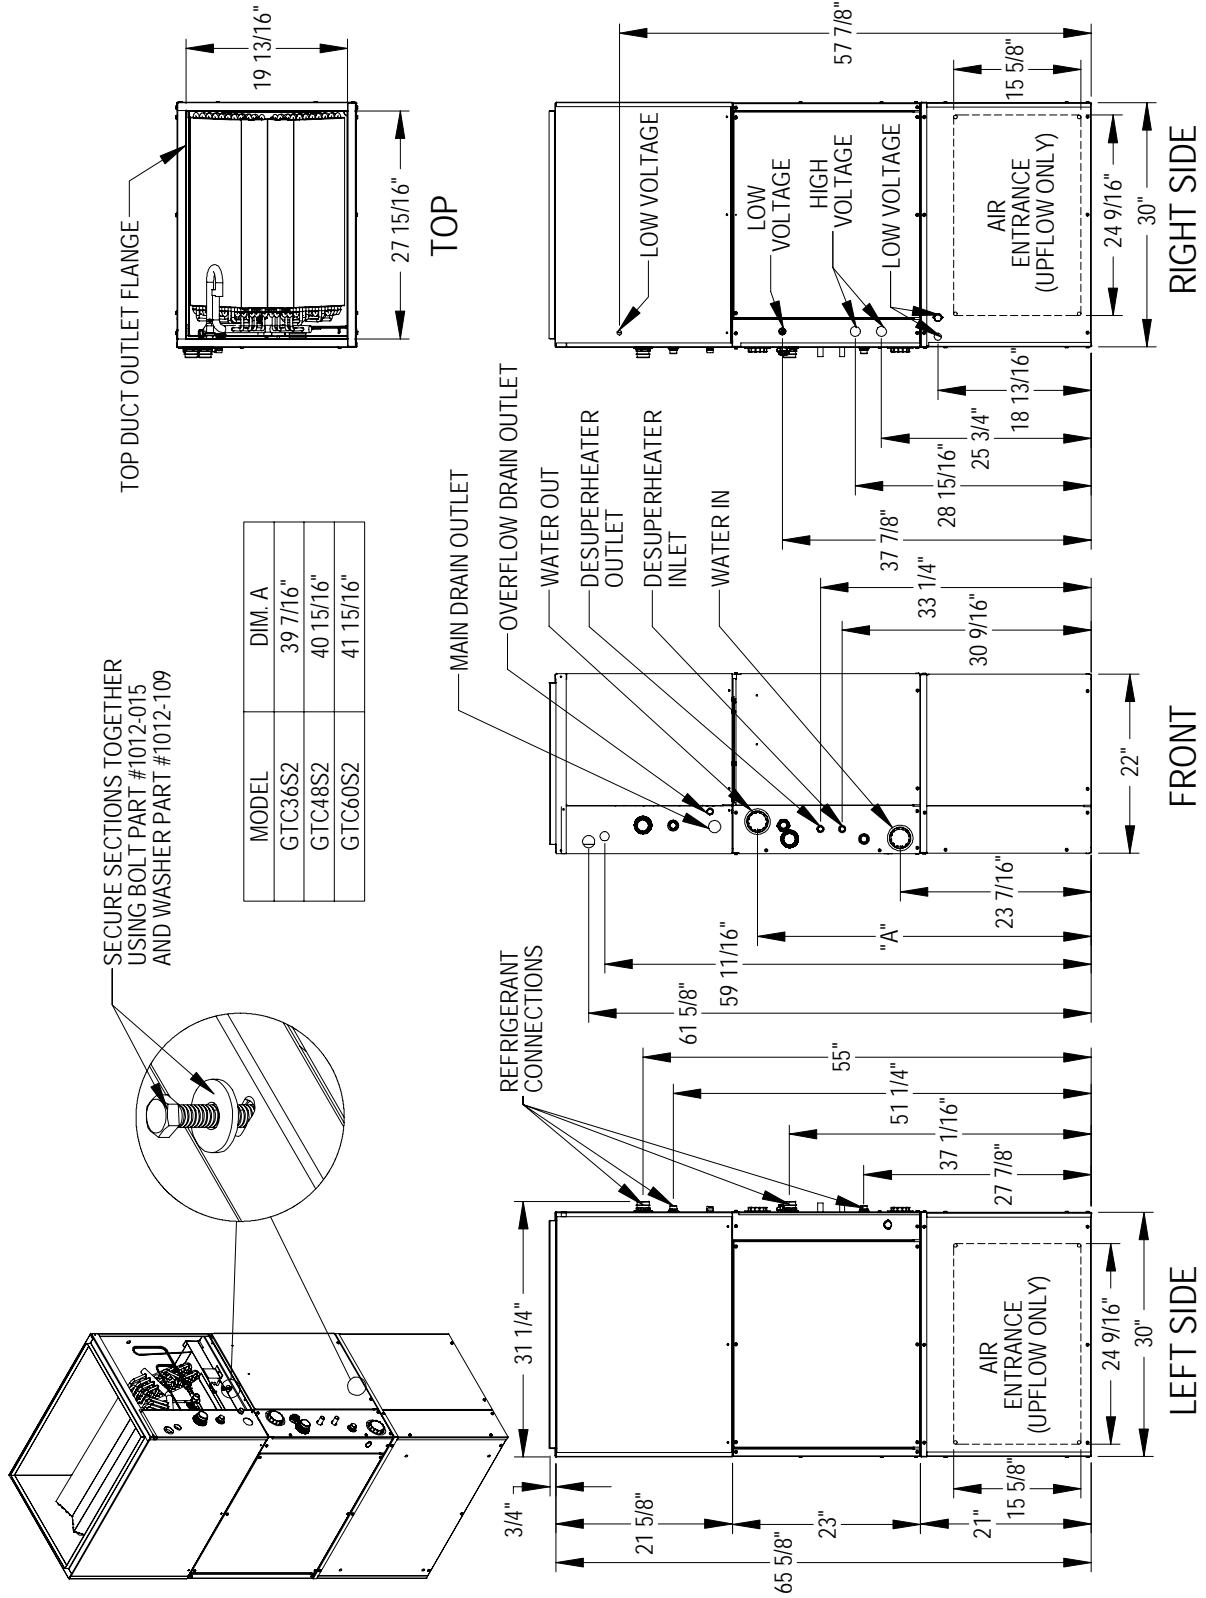 SECURE SECTIONS TOGETHER
USING BOLT PART #1012-015
AND WASHER PART #1012-109
MODEL DIM. A
GTC36S2 39 7/16"
GTC48S2 40 15/16"
GTC60S2 41 15/16"
TOP DUCT OUTLET FLANGE
19 13/16"
27 15/16"
TOP
REFRIGERANT
CONNECTIONS
31 1/4"
3/4"
21 5/8"
23"
21"
65 5/8"
15 5/8"
AIR
ENTRANCE
(UPFLOW ONLY)
24 9/16"
30"
55"
51 1/4"
37 1/16"
27 7/8"
LEFT SIDE
MAIN DRAIN OUTLET
OVERFLOW DRAIN OUTLET
WATER OUT
DESUPERHEATER
OUTLET
DESUPERHEATER
INLET
WATER IN
61 5/8"
59 11/16"
"A"
23 7/16"
22"
33 1/4"
30 9/16"
FRONT
LOW VOLTAGE
LOW
VOLTAGE
HIGH
VOLTAGE
LOW VOLTAGE
57 7/8"
15 5/8"
AIR
ENTRANCE
(UPFLOW ONLY)
24 9/16"
30"
37 7/8"
28 15/16"
25 3/4"
18 13/16"
RIGHT SIDE